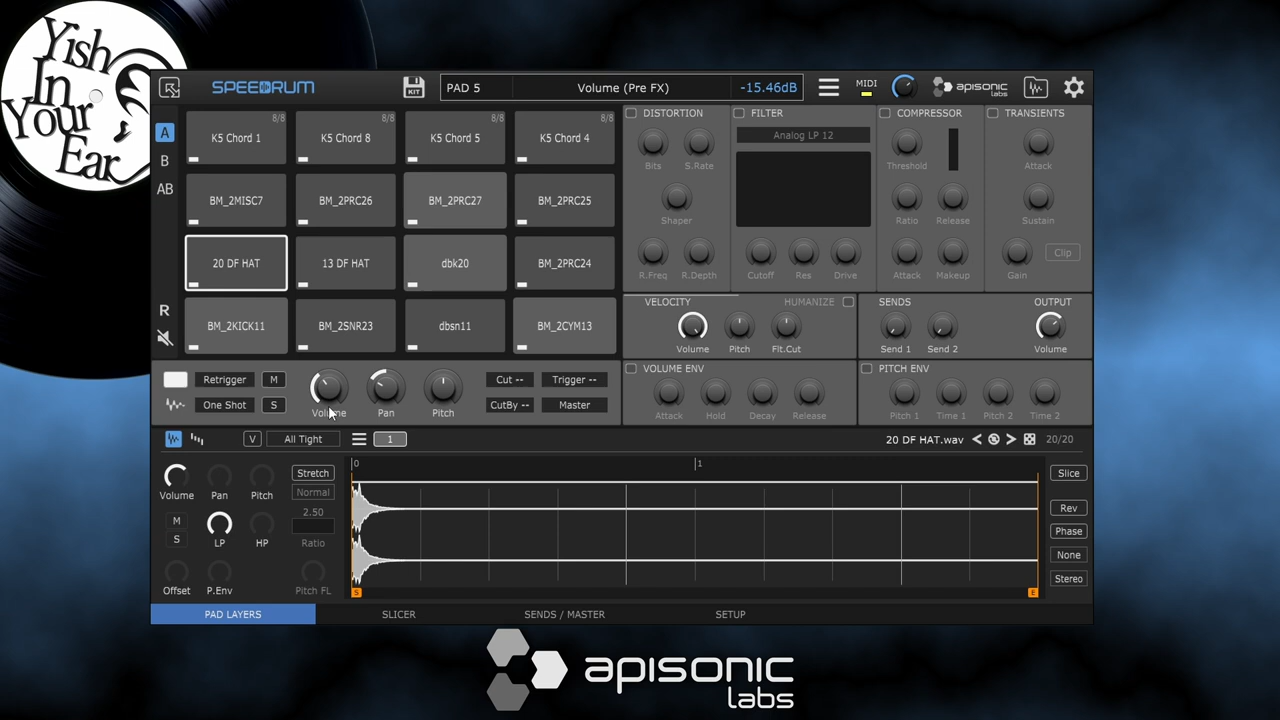 Yish
In
Your
Ear
SPEEDRUM
KIT
PAD 5
Volume (Pre FX)
-15.46dB
MIDI
apisonic
labs
A
B
AB
R
K5 Chord 1
8/8
K5 Chord 8
8/8
K5 Chord 5
8/8
K5 Chord 4
8/8
BM_2MISC7
BM_2PRC26
BM_2PRC27
BM_2PRC25
20 DF HAT
13 DF HAT
dbk20
BM_2PRC24
BM_2KICK11
BM_2SNR23
dbsn11
BM_2CYM13
DISTORTION
Bits
S.Rate
Shaper
R.Freq
R.Depth
FILTER
Analog LP 12
Cutoff
Res
Drive
COMPRESSOR
Threshold
Ratio
Release
Attack
Makeup
TRANSIENTS
Attack
Sustain
Gain
Clip
VELOCITY
HUMANIZE
Volume
Pitch
Flt.Cut
SENDS
OUTPUT
Send 1
Send 2
Volume
Retrigger
M
One Shot
S
Volume
Pan
Pitch
Cut --
Trigger --
CutBy --
Master
VOLUME ENV
Attack
Hold
Decay
Release
PITCH ENV
Pitch 1
Time 1
Pitch 2
Time 2
V
All Tight
1
20 DF HAT.wav
20/20
Volume
Pan
Pitch
Stretch
Normal
2.50
Ratio
M
S
LP
HP
Offset
P.Env
Pitch FL
0
1
S
E
Slice
Rev
Phase
None
Stereo
PAD LAYERS
SLICER
SENDS / MASTER
SETUP
apisonic
labs